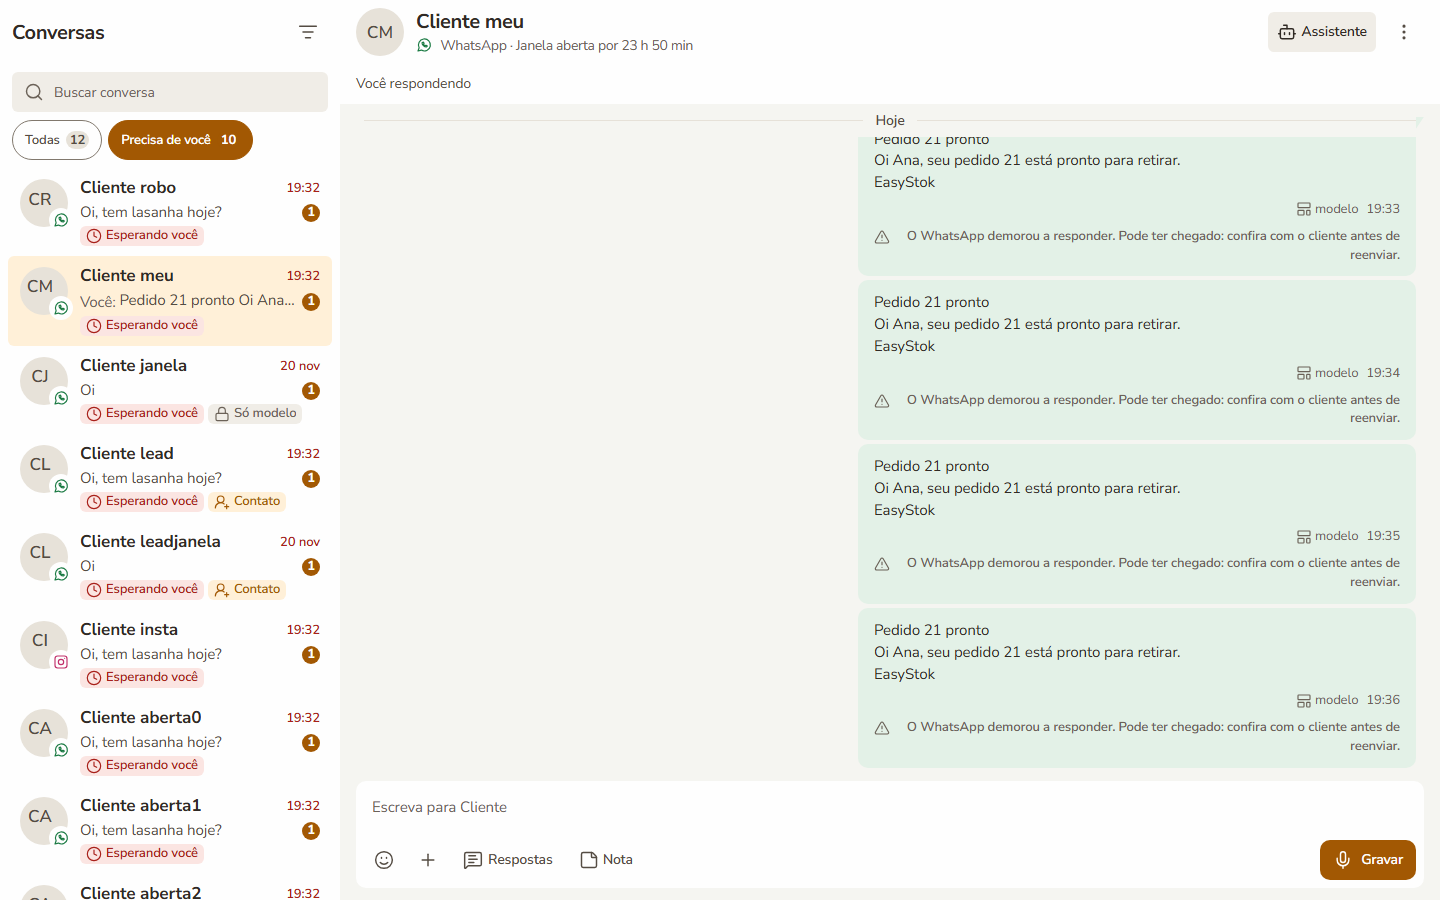 Conversas
Buscar conversa
Todas 12
Precisa de você 10
CR
Cliente robo
19:32
Oi, tem lasanha hoje?
1
Esperando você
CM
Cliente meu
19:32
Você: Pedido 21 pronto Oi Ana...
1
Esperando você
CJ
Cliente janela
20 nov
Oi
1
Esperando você
Só modelo
CL
Cliente lead
19:32
Oi, tem lasanha hoje?
1
Esperando você
Contato
CL
Cliente leadjanela
20 nov
Oi
1
Esperando você
Contato
CI
Cliente insta
19:32
Oi, tem lasanha hoje?
1
Esperando você
CA
Cliente aberta0
19:32
Oi, tem lasanha hoje?
1
Esperando você
CA
Cliente aberta1
19:32
Oi, tem lasanha hoje?
1
Esperando você
Cliente aberta2
19:32
CM
Cliente meu
WhatsApp · Janela aberta por 23 h 50 min
Assistente
Você respondendo
Hoje
Pedido 21 pronto
Oi Ana, seu pedido 21 está pronto para retirar.
EasyStok
modelo 19:33
O WhatsApp demorou a responder. Pode ter chegado: confira com o cliente antes de
reenviar.
Pedido 21 pronto
Oi Ana, seu pedido 21 está pronto para retirar.
EasyStok
modelo 19:34
O WhatsApp demorou a responder. Pode ter chegado: confira com o cliente antes de
reenviar.
Pedido 21 pronto
Oi Ana, seu pedido 21 está pronto para retirar.
EasyStok
modelo 19:35
O WhatsApp demorou a responder. Pode ter chegado: confira com o cliente antes de
reenviar.
Pedido 21 pronto
Oi Ana, seu pedido 21 está pronto para retirar.
EasyStok
modelo 19:36
O WhatsApp demorou a responder. Pode ter chegado: confira com o cliente antes de
reenviar.
Escreva para Cliente
Respostas
Nota
Gravar